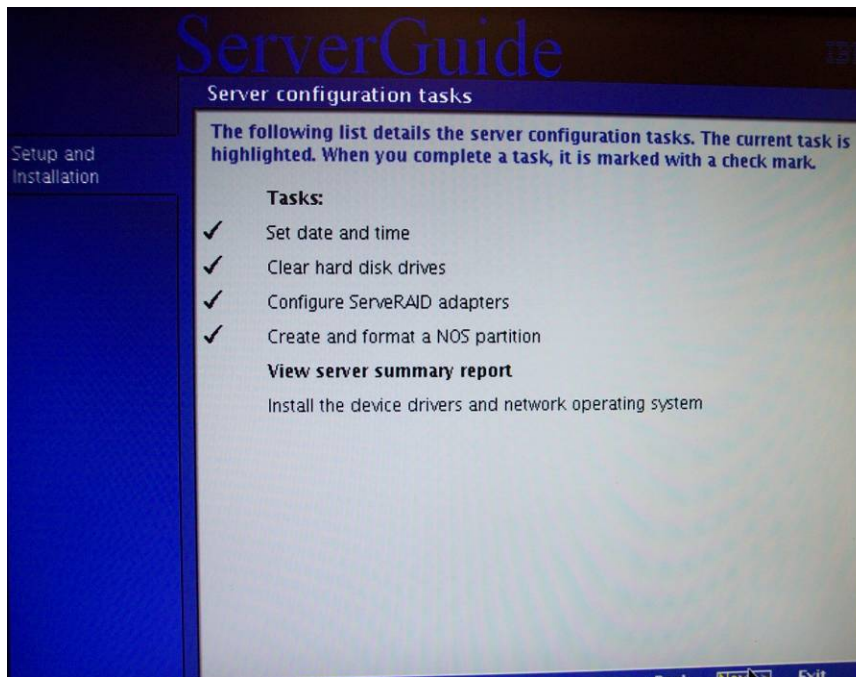 ServerGuide
IBM
Server configuration tasks
Setup and
Installation
The following list details the server configuration tasks. The current task is
highlighted. When you complete a task, it is marked with a check mark.
Tasks:
Set date and time
Clear hard disk drives
Configure ServeRAID adapters
Create and format a NOS partition
View server summary report
Install the device drivers and network operating system
Exit